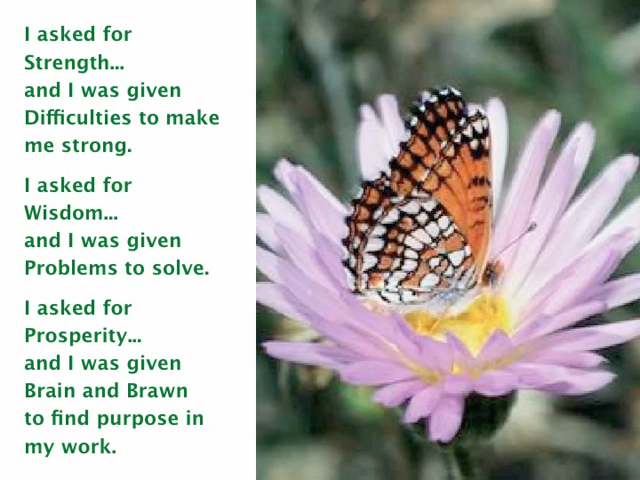 I asked for
Strength...
and I was given
Difficulties to make
me strong.
I asked for
Wisdom...
and I was given
Problems to solve.
I asked for
Prosperity...
and I was given
Brain and Brawn
to find purpose in
my work.